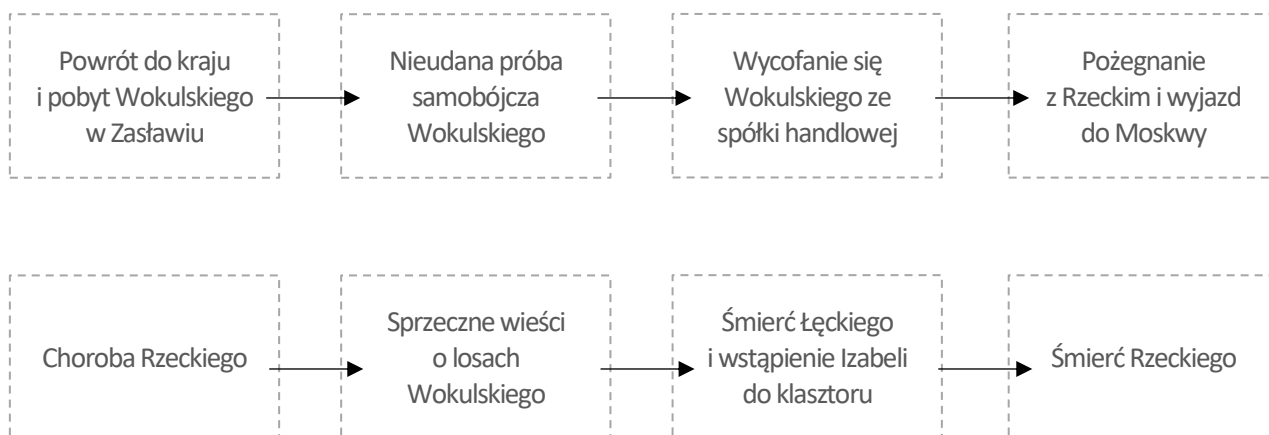 Powrót do kraju
i pobyt Wokulskiego
w Zasławiu
Nieudana próba
samobójcza
Wokulskiego
Wycofanie się
Wokulskiego ze
spółki handlowej
Pożegnanie
z Rzeckim i wyjazd
do Moskwy
Choroba Rzeckiego
Sprzeczne wieści
o losach
Wokulskiego
Śmierć Łęckiego
i wstąpienie Izabeli
do klasztoru
Śmierć Rzeckiego